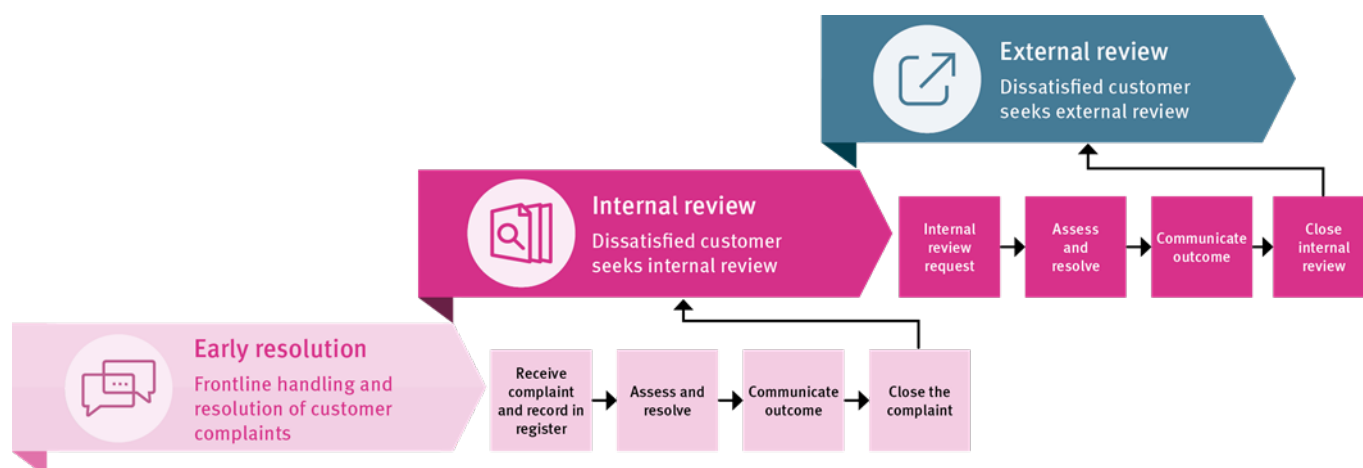 External review
Dissatisfied customer
seeks external review
Internal review
Dissatisfied customer
seeks internal review
Internal
review
request
Assess
and
resolve
Communicate
outcome
Close
internal
review
Early resolution
Frontline handling and
resolution of customer
complaints
Receive
complaint
and record in
register
Assess and
resolve
Communicate
outcome
Close the
complaint